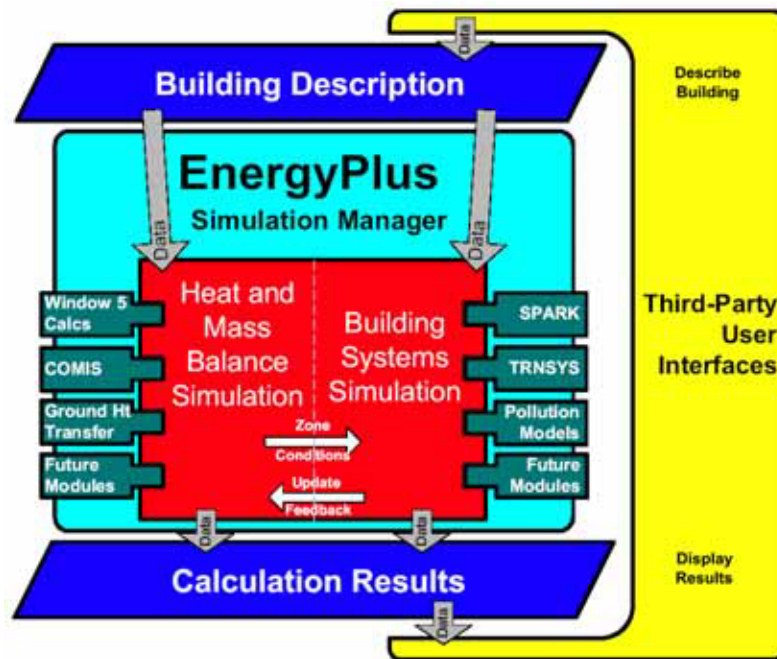 Data
Building Description
Describe
Building
EnergyPlus
Simulation Manager
Data
Data
Window 5
Calcs
COMIS
Ground Ht
Transfer
Future
Modules
Heat and
Mass
Balance
Simulation
Building
Systems
Simulation
Zone
Conditions
Update
Feedback
SPARK
TRNSYS
Pollution
Models
Future
Modules
Third-Party
User
Interfaces
Data
Data
Calculation Results
Display
Results
Data